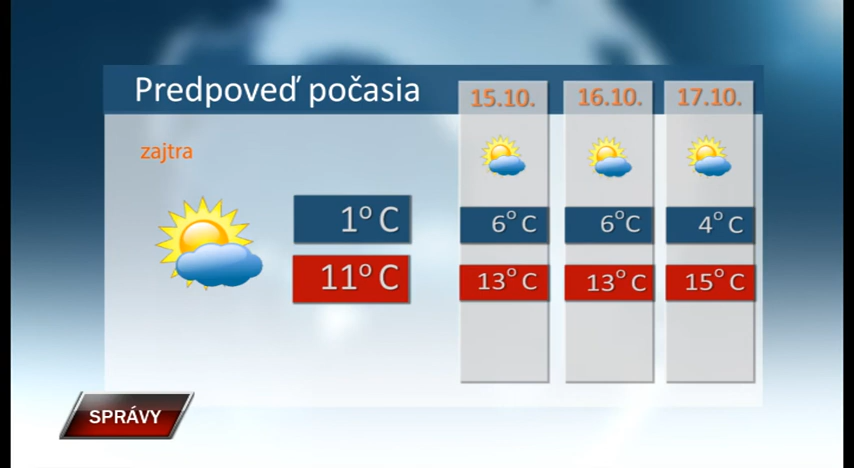 Predpoveď počasia
zajtra
1° C
11° C
15.10.
6° C
13° C
16.10.
6°C
13° C
17.10.
4° C
15° C
SPRÁVY